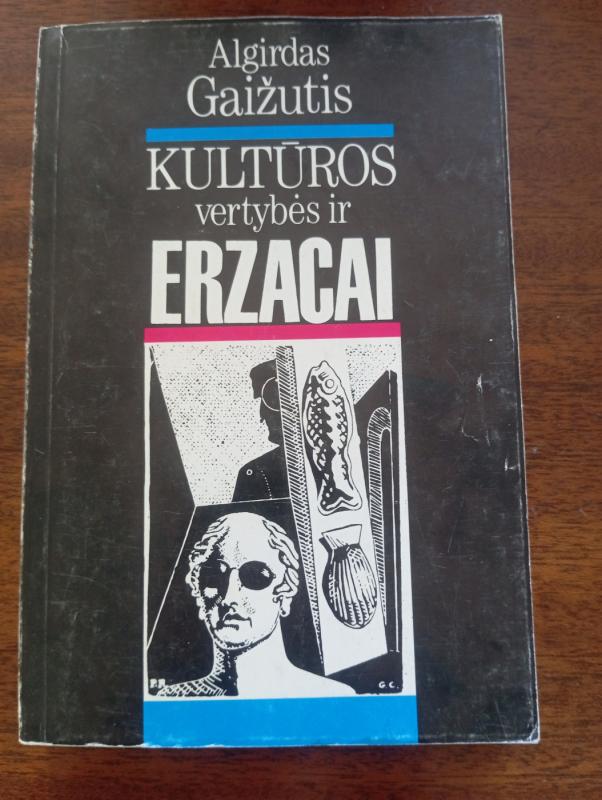 Algirdas
Gaižutis
KULTŪROS
vertybės ir
ERZACAI
P.R.
G.C.